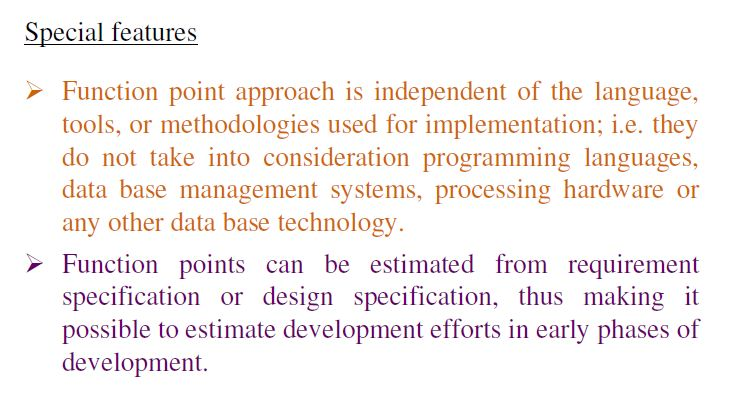 Special features
➢ Function point approach is independent of the language,
tools, or methodologies used for implementation; i.e. they
do not take into consideration programming languages,
data base management systems, processing hardware or
any other data base technology.
➢ Function points can be estimated from requirement
specification or design specification, thus making it
possible to estimate development efforts in early phases of
development.